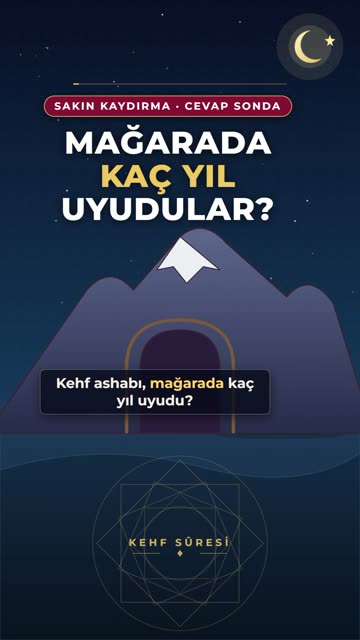 SAKIN KAYDIRMA · CEVAP SONDA
MAĞARADA
KAÇ YIL
UYUDULAR?
Kehf ashabı, mağarada kaç
yıl uyudu?
KEHF SÛRESİ